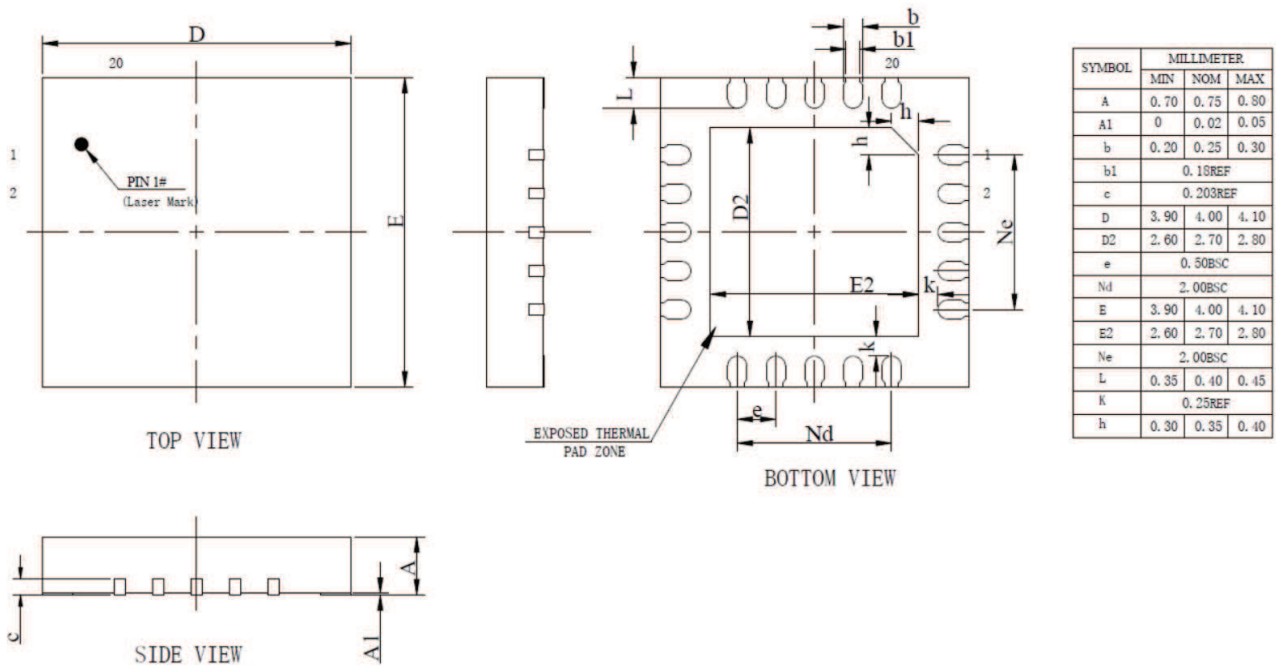 D
20
1
2
PIN 1#
(Laser Mark)
E
TOP VIEW
b
b1
20
L
h
h
1
2
D2
Ne
E2
k
k
e
Nd
EXPOSED THERMAL
PAD ZONE
BOTTOM VIEW
A
c
A1
SIDE VIEW
SYMBOL MILLIMETER
MIN NOM MAX
A 0.70 0.75 0.80
A1 0 0.02 0.05
b 0.20 0.25 0.30
b1 0.18REF
c 0.203REF
D 3.90 4.00 4.10
D2 2.60 2.70 2.80
e 0.50BSC
Nd 2.00BSC
E 3.90 4.00 4.10
E2 2.60 2.70 2.80
Ne 2.00BSC
L 0.35 0.40 0.45
K 0.25REF
h 0.30 0.35 0.40